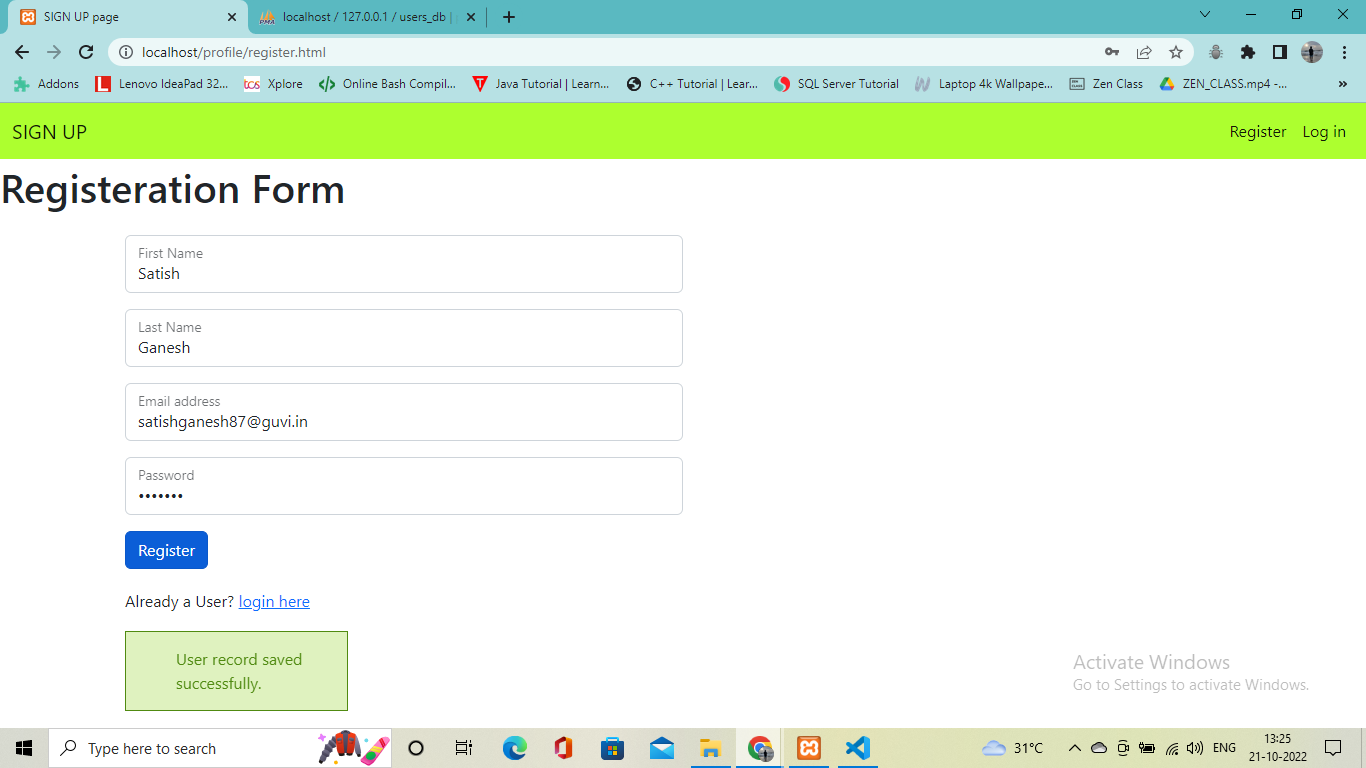 SIGN UP page
localhost / 127.0.0.1 / users_db |
localhost/profile/register.html
Addons
Lenovo IdeaPad 32...
tcs Xplore
Online Bash Compil...
Java Tutorial | Learn...
C++ Tutorial | Lear...
SQL Server Tutorial
Laptop 4k Wallpape...
Zen Class
ZEN_CLASS.mp4 -...
»
SIGN UP
Register
Log in
Registeration Form
First Name
Satish
Last Name
Ganesh
Email address
satishganesh87@guvi.in
Password
•••••••
Register
Already a User? login here
User record saved
successfully.
Activate Windows
Go to Settings to activate Windows.
Type here to search
31°C
ENG
13:25
21-10-2022